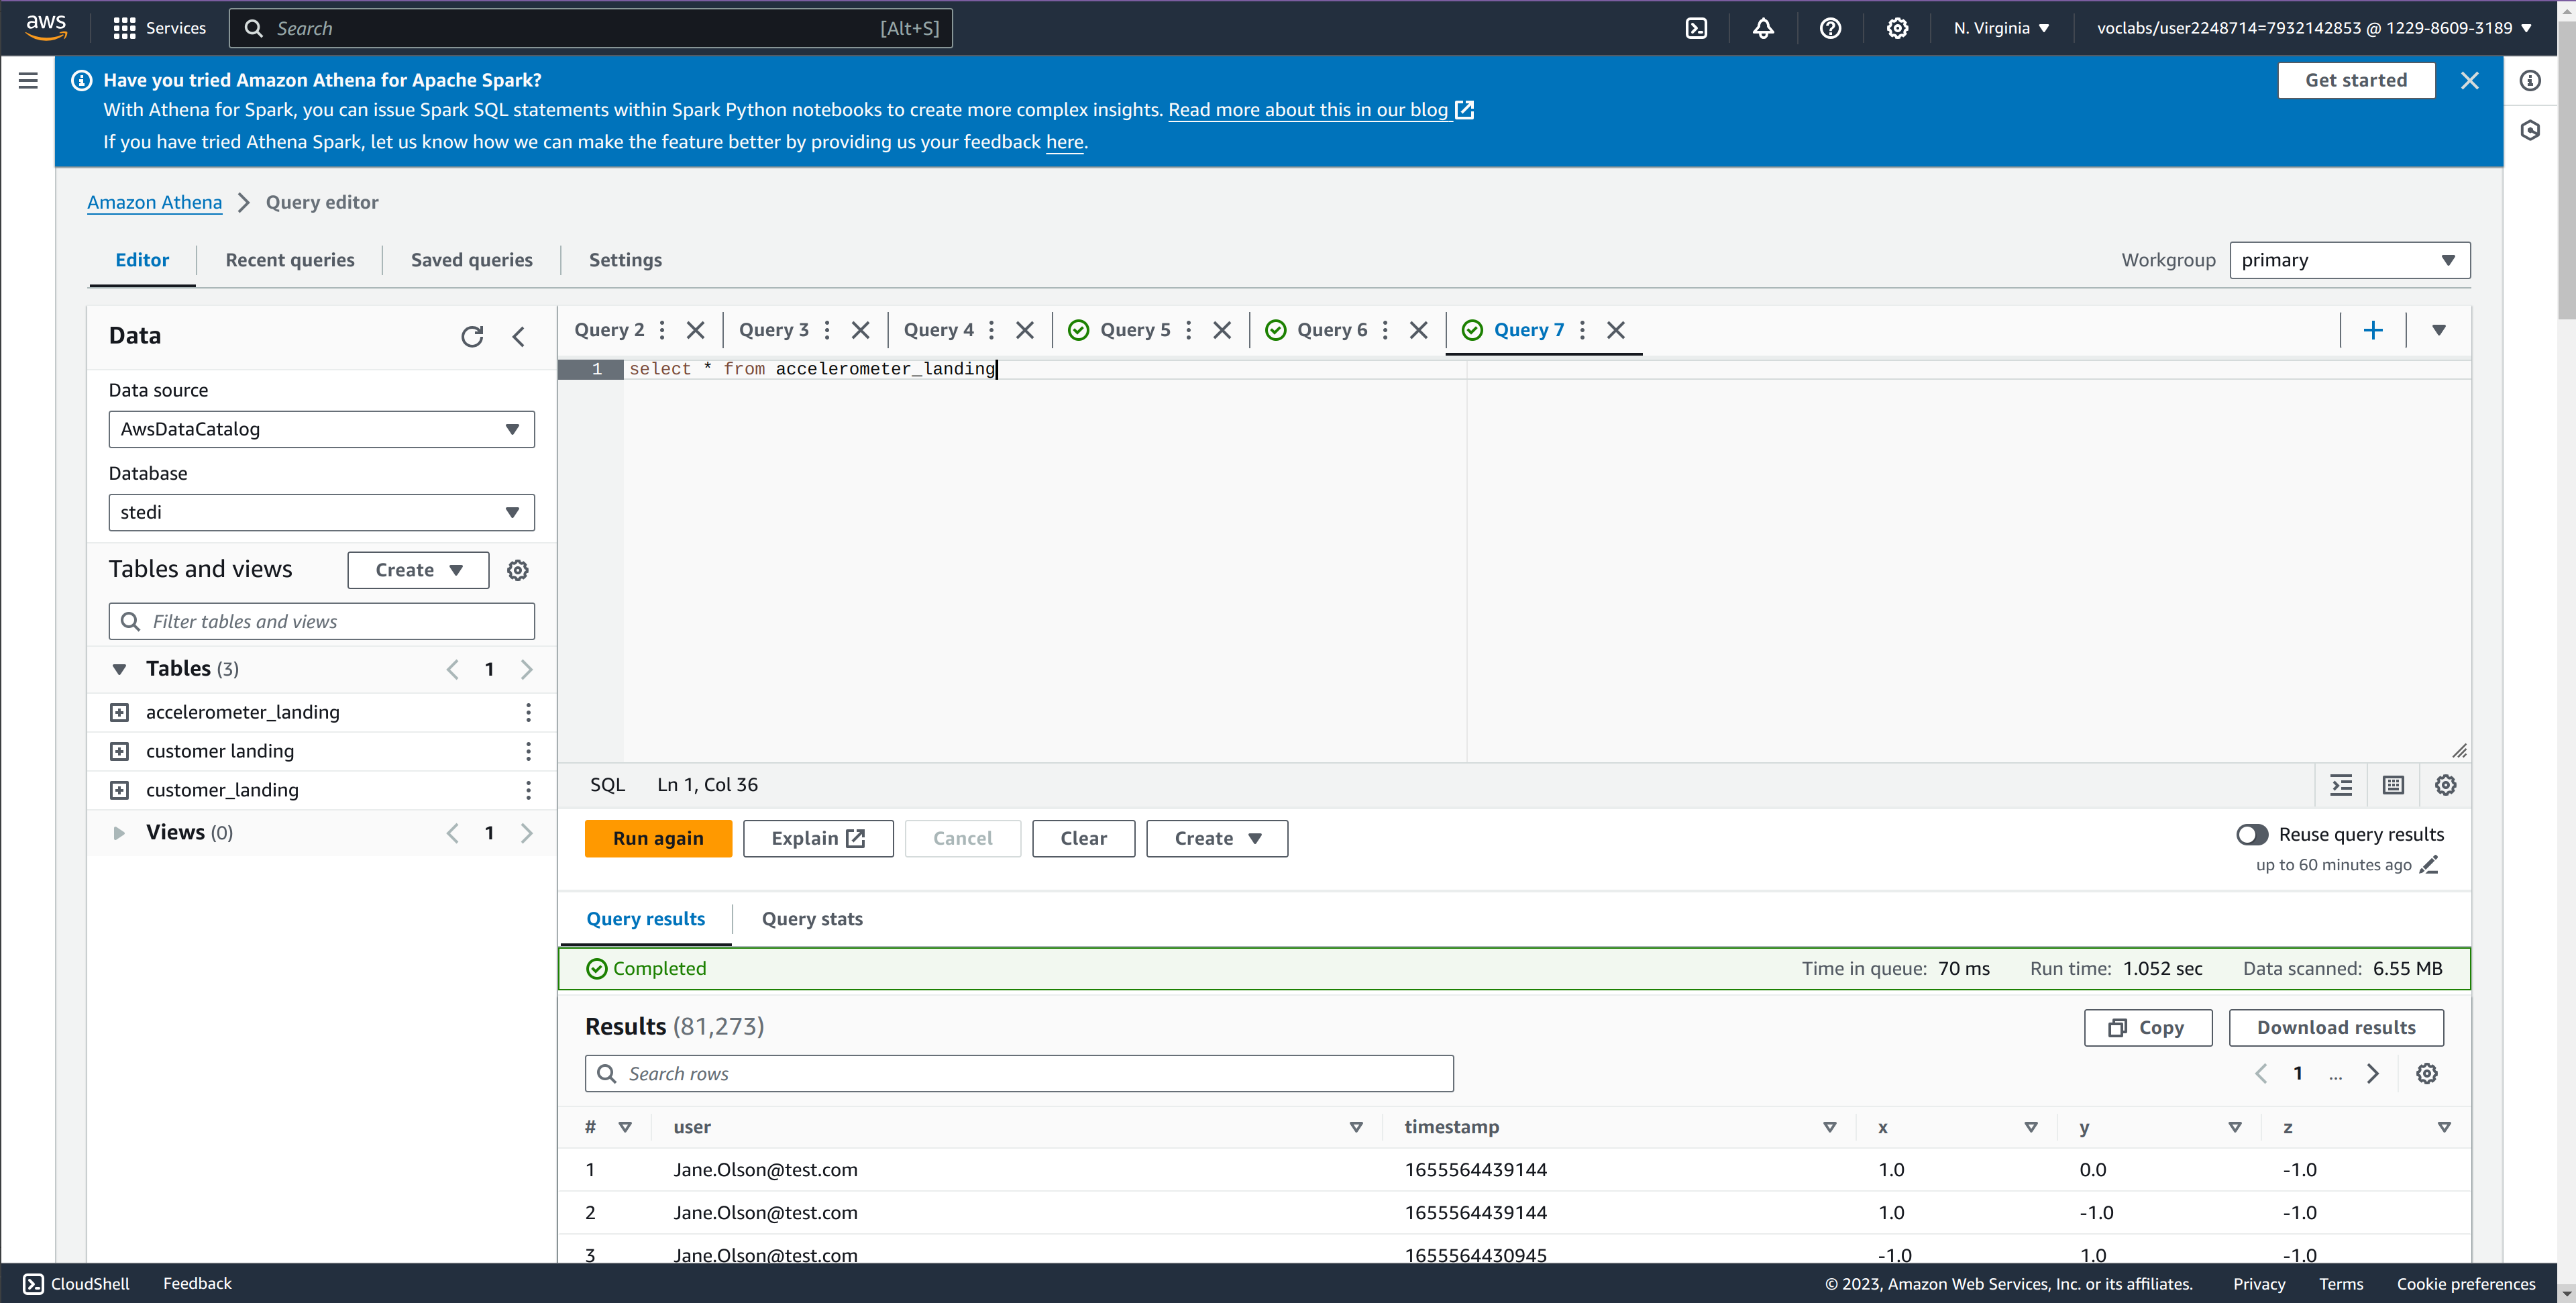 aws Services Search [Alt+S] N. Virginia voclabs/user2248714=7932142853 @ 1229-8609-3189
Have you tried Amazon Athena for Apache Spark? Get started
With Athena for Spark, you can issue Spark SQL statements within Spark Python notebooks to create more complex insights. Read more about this in our blog
If you have tried Athena Spark, let us know how we can make the feature better by providing us your feedback here.
Amazon Athena Query editor
Editor Recent queries Saved queries Settings Workgroup primary
Data
Data source
AwsDataCatalog
Database
stedi
Tables and views Create
Filter tables and views
Tables (3) 1
accelerometer_landing
customer landing
customer_landing
Views (0) 1
Query 2 Query 3 Query 4 Query 5 Query 6 Query 7
1 select * from accelerometer_landing
SQL Ln 1, Col 36
Run again Explain Cancel Clear Create Reuse query results
up to 60 minutes ago
Query results Query stats
Completed Time in queue: 70 ms Run time: 1.052 sec Data scanned: 6.55 MB
Results (81,273) Copy Download results
Search rows 1 ...
# user timestamp x y z
1 Jane.Olson@test.com 1655564439144 1.0 0.0 -1.0
2 Jane.Olson@test.com 1655564439144 1.0 -1.0 -1.0
3 Jane.Olson@test.com 1655564430945 -1.0 1.0 -1.0
CloudShell Feedback © 2023, Amazon Web Services, Inc. or its affiliates. Privacy Terms Cookie preferences